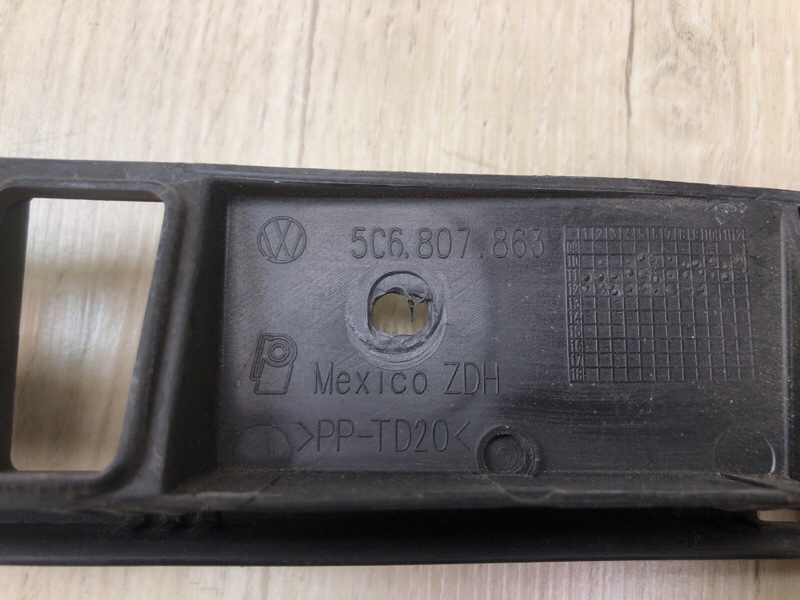 5C6.807.863
Mexico ZDH
>PP-TD20<